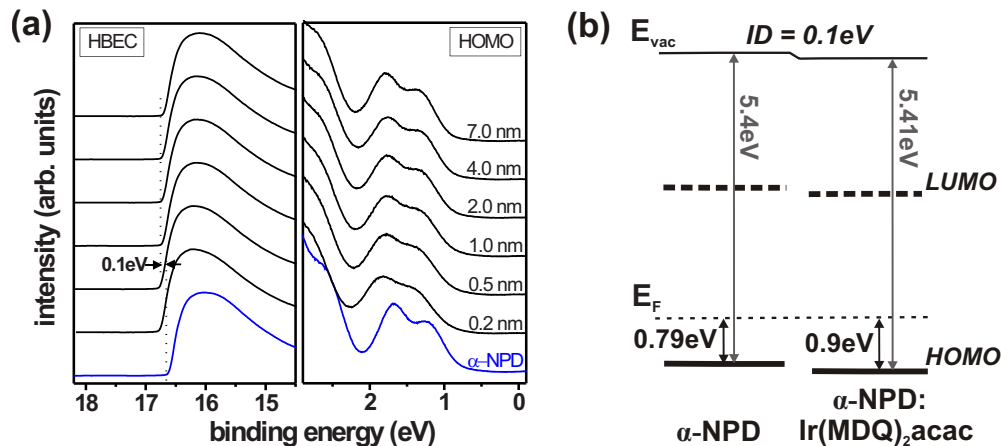 (a)
HBEC
HOMO
7.0 nm
4.0 nm
2.0 nm
1.0 nm
0.5 nm
0.2 nm
α-NPD
0.1eV
intensity (arb. units)
18 17 16 15 2 1 0
binding energy (eV)
(b)
Evac
ID = 0.1eV
5.4eV
5.41eV
LUMO
EF
0.79eV
0.9eV
HOMO
α-NPD
α-NPD:
Ir(MDQ)2acac